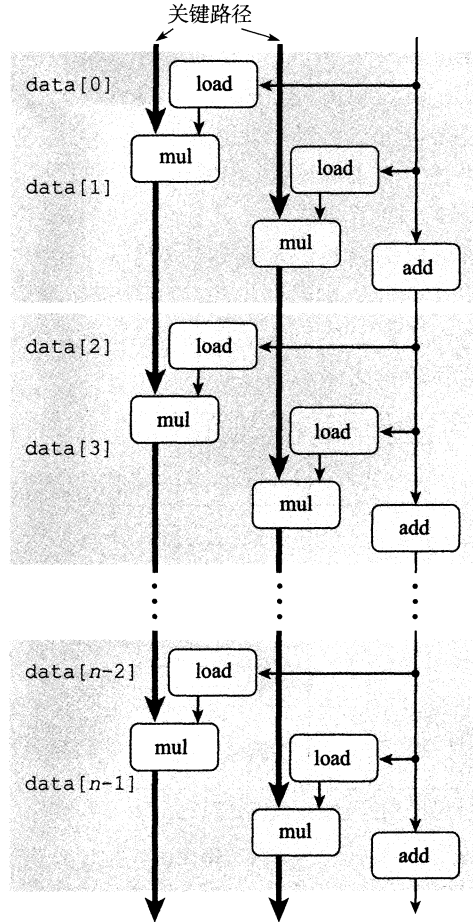 关键路径
data[0]
load
mul
data[1]
load
mul
add
data[2]
load
mul
data[3]
load
mul
add
data[n-2]
load
mul
data[n-1]
load
mul
add